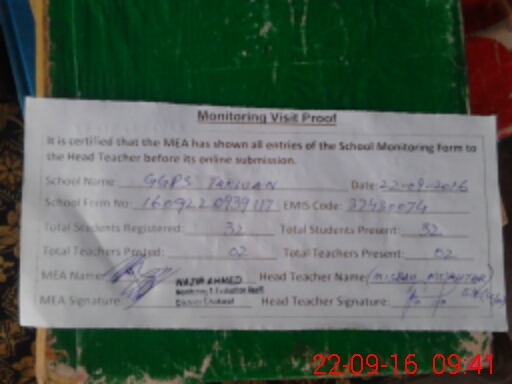 Monitoring Visit Proof
It is certified that the MEA has shown all entries of the School Monitoring Form to
the Head Teacher before its online submission.
School Name: GGPS Date: 22-09-2016
School Form No: EMIS Code: 37430074
Total Students Registered: 32 Total Students Present: 32
Total Teachers Posted: 02 Total Teachers Present: 02
MEA Name: Head Teacher Name:
MEA Signature: Head Teacher Signature:
22-09-16 09:41